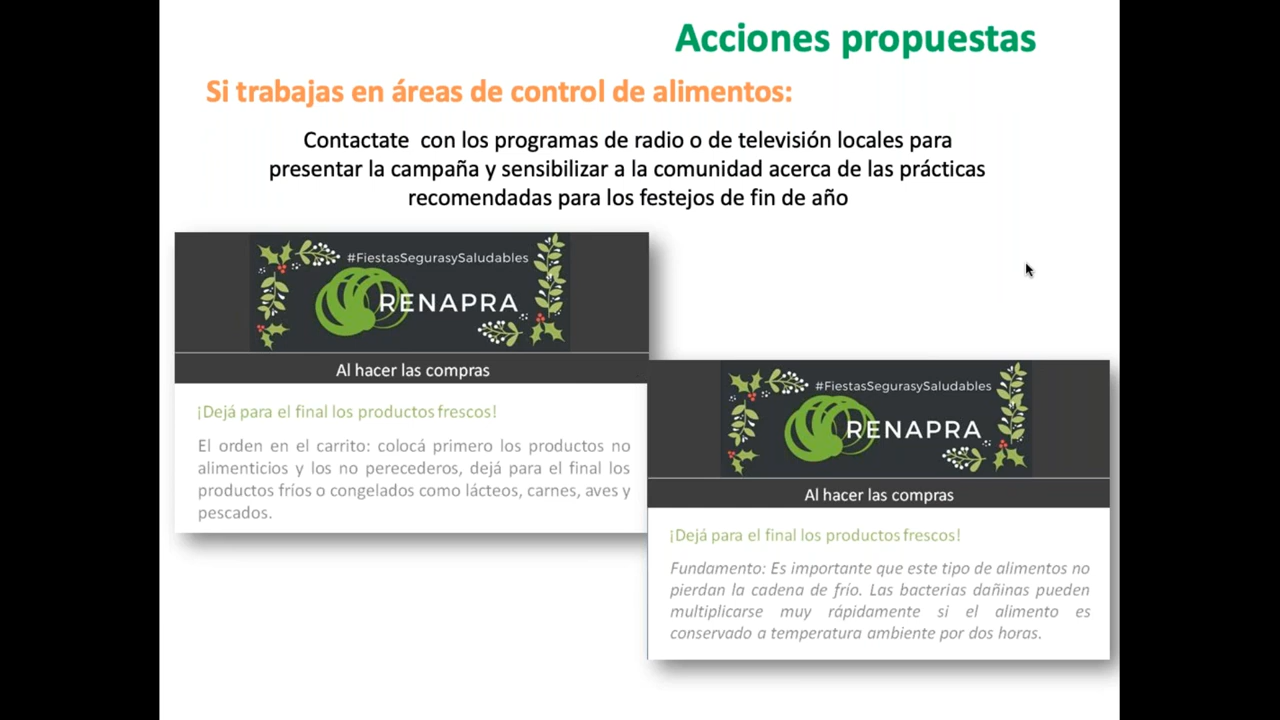 Acciones propuestas
Si trabajas en áreas de control de alimentos:
Contactate con los programas de radio o de televisión locales para
presentar la campaña y sensibilizar a la comunidad acerca de las prácticas
recomendadas para los festejos de fin de año
#FiestasSegurasySaludables
RENAPRA
Al hacer las compras
¡Dejá para el final los productos frescos!
El orden en el carrito: colocá primero los productos no
alimenticios y los no perecederos, dejá para el final los
productos fríos o congelados como lácteos, carnes, aves y
pescados.
#FiestasSegurasySaludables
RENAPRA
Al hacer las compras
¡Dejá para el final los productos frescos!
Fundamento: Es importante que este tipo de alimentos no
pierdan la cadena de frío. Las bacterias dañinas pueden
multiplicarse muy rápidamente si el alimento es
conservado a temperatura ambiente por dos horas.